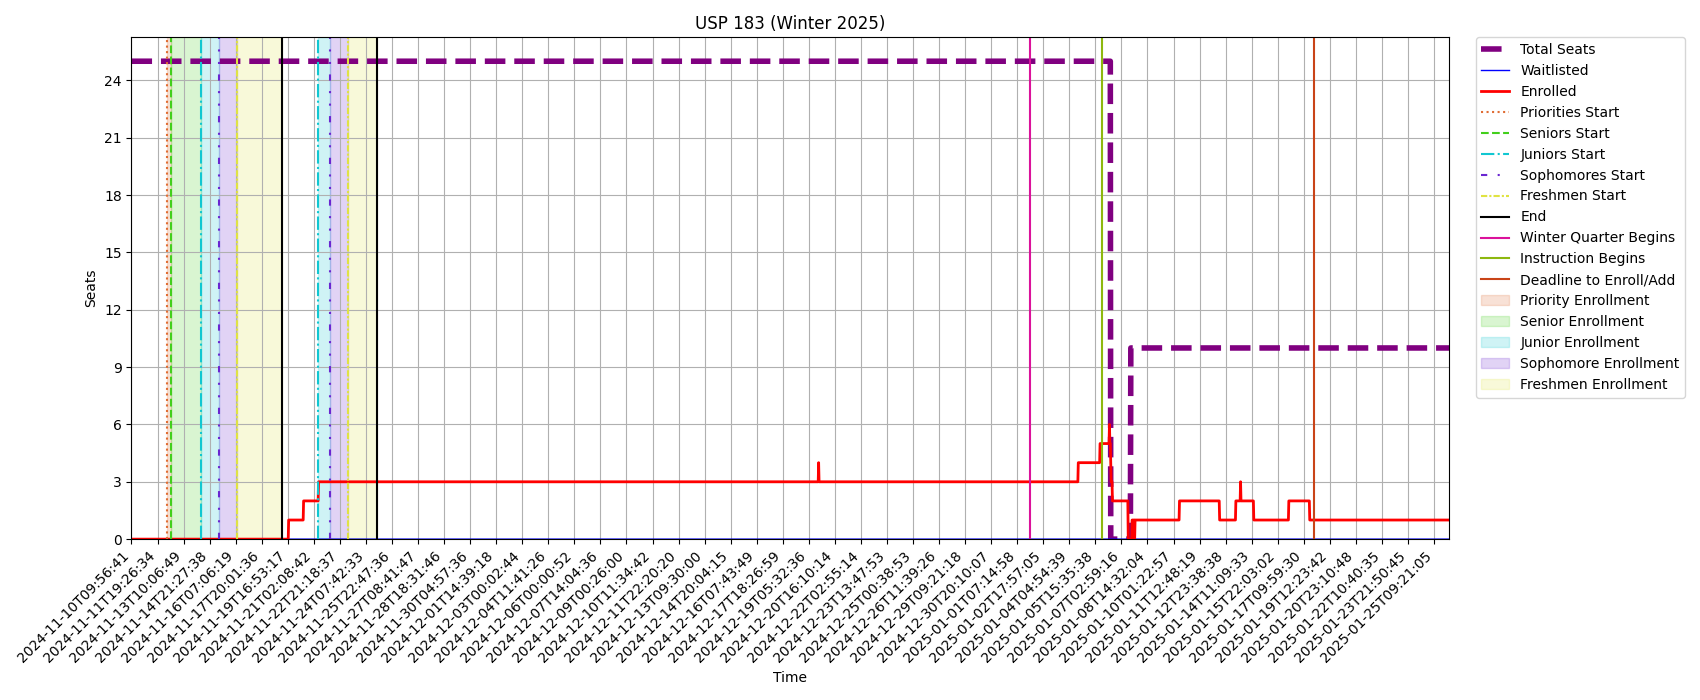 USP 183 (Winter 2025)
Seats
24
21
18
15
12
9
6
3
0
2024-11-10T09:56:41
2024-11-11T19:26:34
2024-11-13T10:06:49
2024-11-14T21:27:38
2024-11-16T07:06:19
2024-11-17T20:01:36
2024-11-19T16:53:17
2024-11-21T02:08:42
2024-11-22T21:18:37
2024-11-24T07:42:33
2024-11-25T22:47:36
2024-11-27T08:41:47
2024-11-28T18:31:46
2024-11-30T04:57:36
2024-12-01T14:39:18
2024-12-03T00:02:44
2024-12-04T11:41:26
2024-12-06T00:00:52
2024-12-07T14:04:36
2024-12-09T00:26:00
2024-12-10T11:34:42
2024-12-11T22:20:20
2024-12-13T09:30:00
2024-12-14T20:04:15
2024-12-16T07:43:49
2024-12-17T18:26:59
2024-12-19T05:32:36
2024-12-20T16:10:14
2024-12-22T02:55:14
2024-12-23T13:47:53
2024-12-25T00:38:53
2024-12-26T11:39:26
2024-12-29T09:21:18
2024-12-30T20:10:07
2025-01-01T07:14:58
2025-01-02T17:57:05
2025-01-04T04:54:39
2025-01-05T15:35:38
2025-01-07T02:59:16
2025-01-08T14:32:04
2025-01-10T01:22:57
2025-01-11T12:48:19
2025-01-12T23:38:38
2025-01-14T11:09:33
2025-01-15T22:03:02
2025-01-17T09:59:30
2025-01-19T12:23:42
2025-01-20T23:10:48
2025-01-22T10:40:35
2025-01-23T21:50:45
2025-01-25T09:21:05
Time
Total Seats
Waitlisted
Enrolled
Priorities Start
Seniors Start
Juniors Start
Sophomores Start
Freshmen Start
End
Winter Quarter Begins
Instruction Begins
Deadline to Enroll/Add
Priority Enrollment
Senior Enrollment
Junior Enrollment
Sophomore Enrollment
Freshmen Enrollment